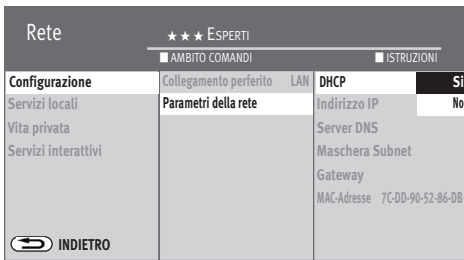 Rete
★ ★ ★ ESPERTI
AMBITO COMANDI
ISTRUZIONI
Configurazione
Servizi locali
Vita privata
Servizi interattivi
INDIETRO
Collegamento perferito LAN
Parametri della rete
DHCP Si
Indirizzo IP No
Server DNS
Maschera Subnet
Gateway
MAC-Adresse 7C-DD-90-52-86-DB